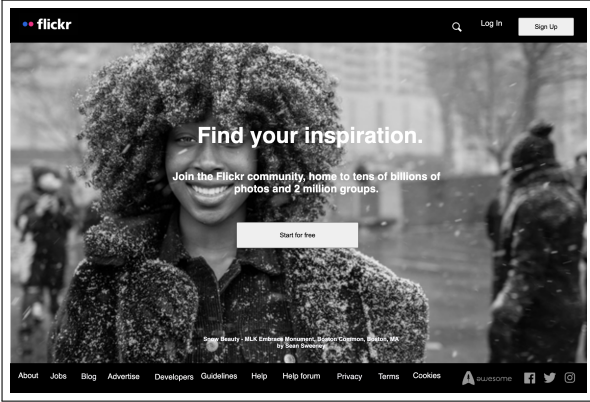 flickr
Log In
Sign Up
Find your inspiration.
Join the Flickr community, home to tens of billions of
photos and 2 million groups.
Start for free
Snow Beauty - MLK Embrace Monument, Boston Common, Boston, MA
by Sean Sweeney
About Jobs Blog Advertise Developers Guidelines Help Help forum Privacy Terms Cookies
awesome